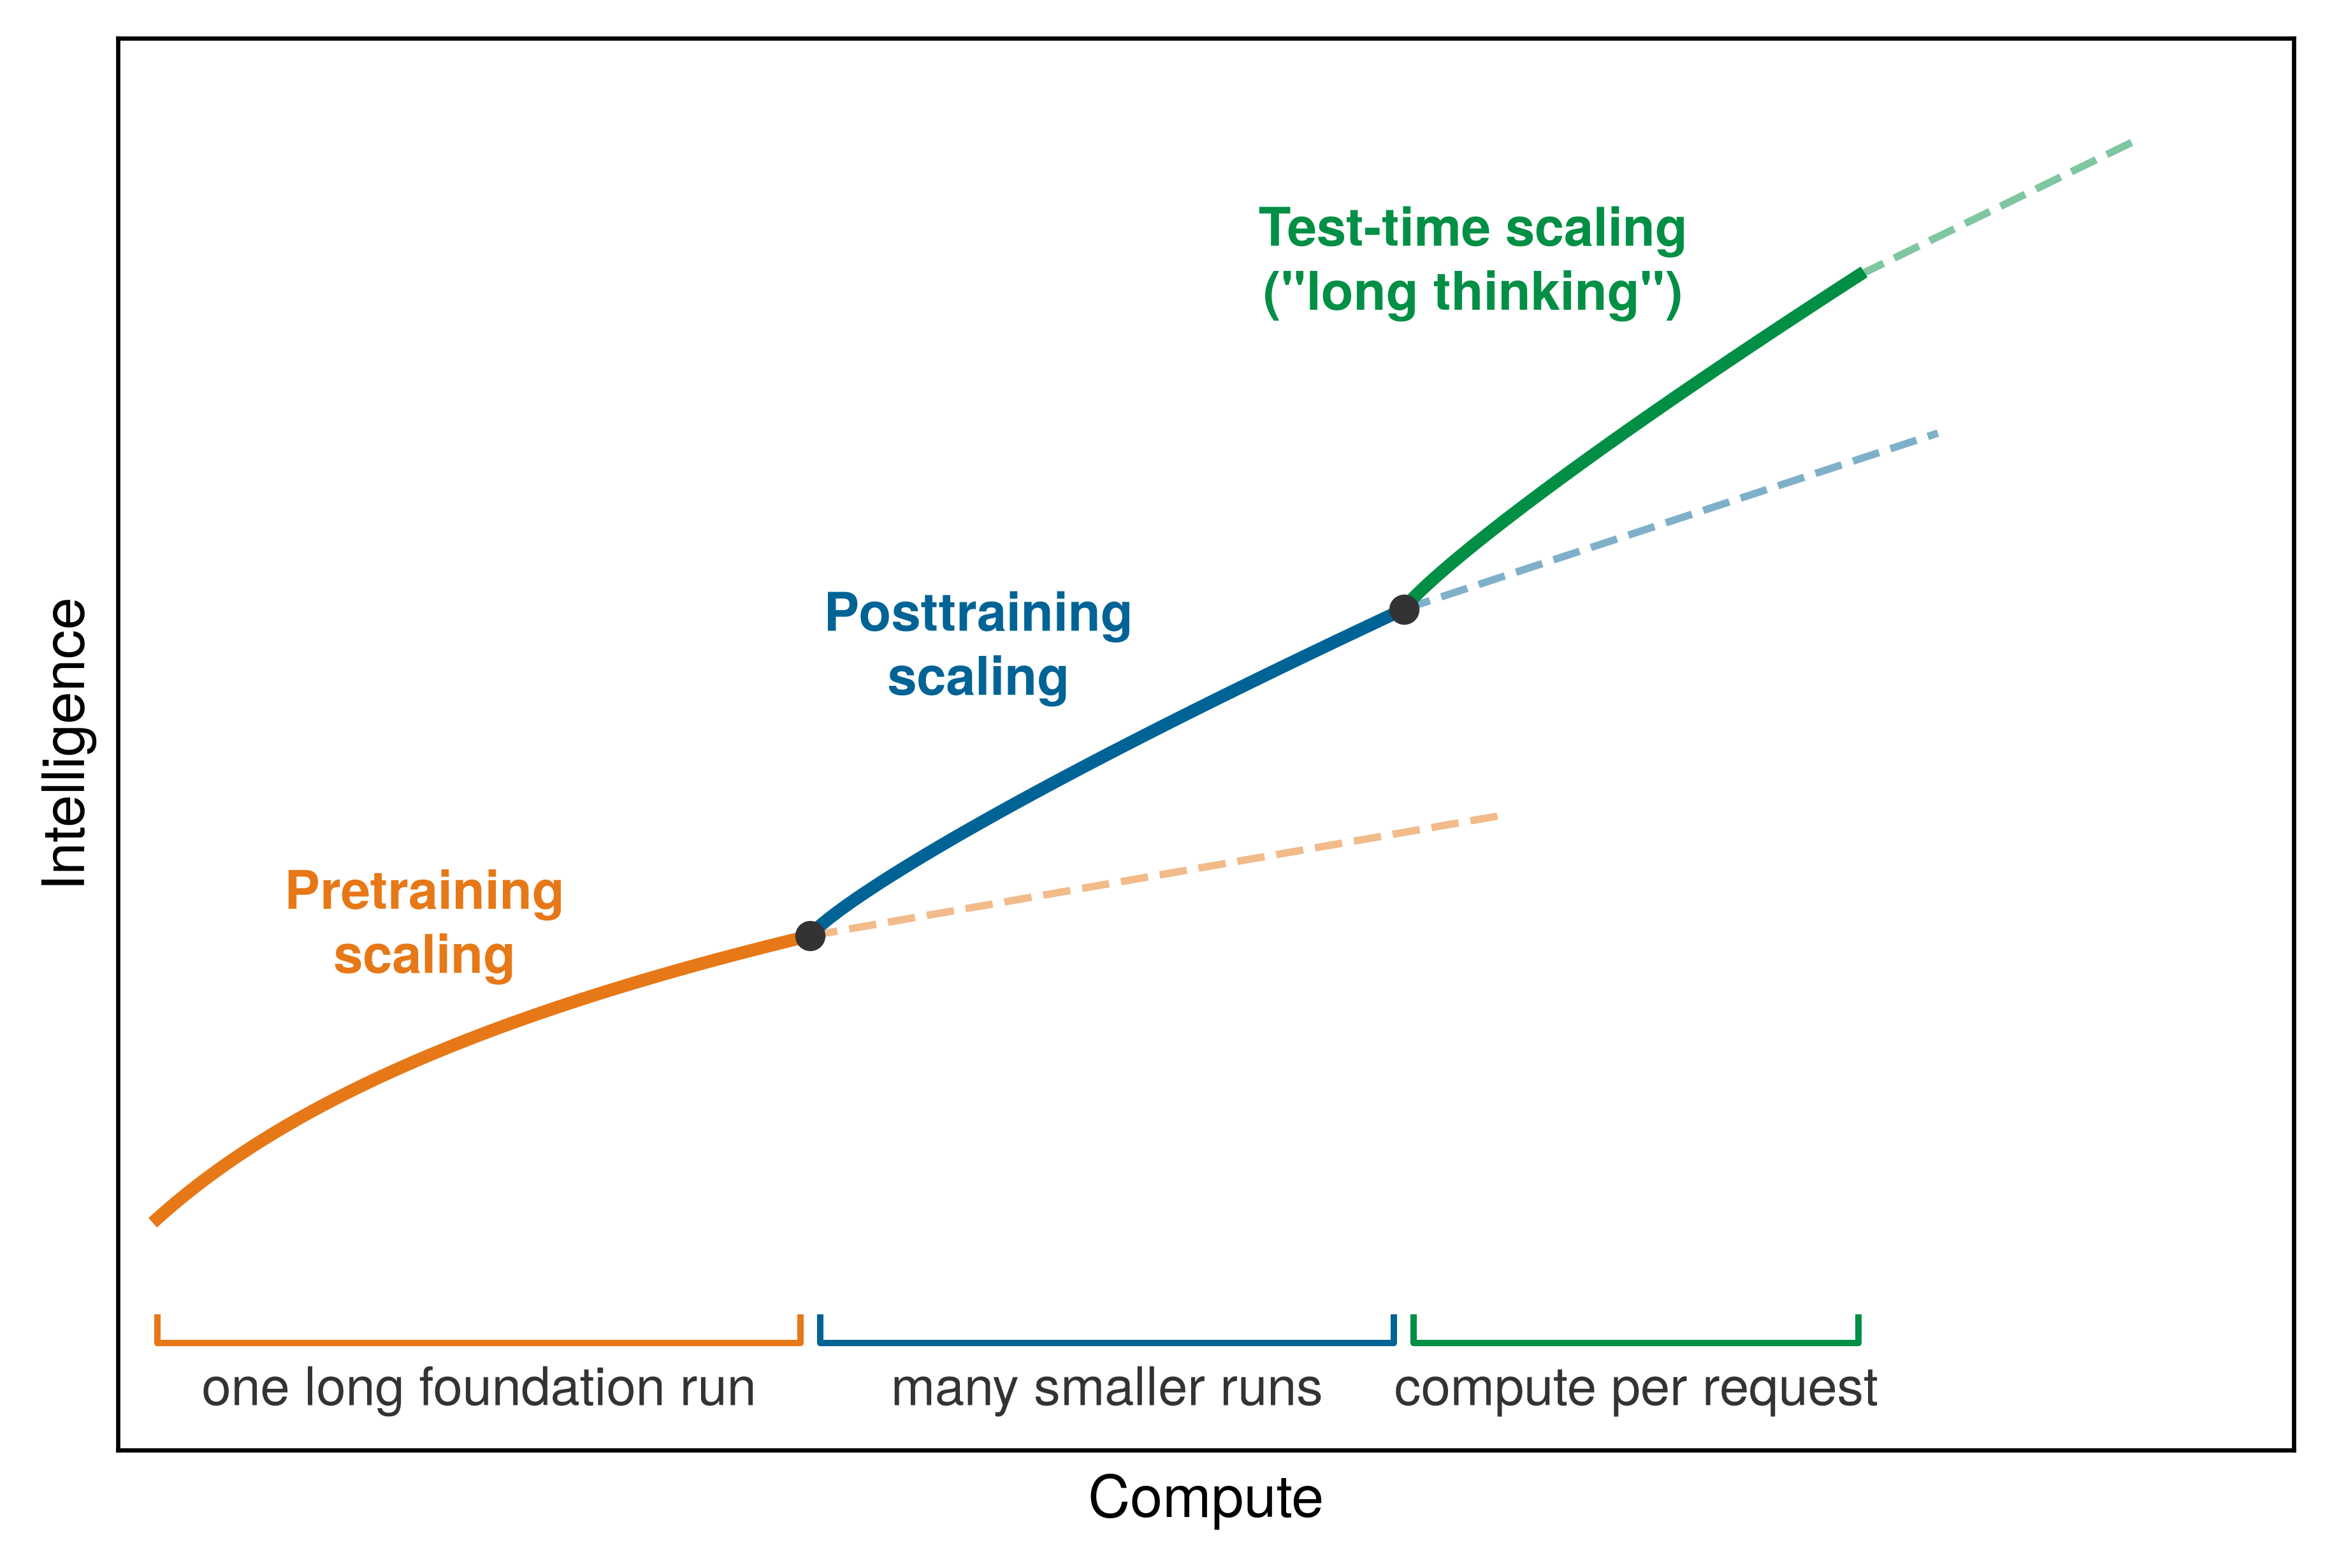 Test-time scaling
("long thinking")
Posttraining
scaling
Pretraining
scaling
Intelligence
one long foundation run
many smaller runs
compute per request
Compute